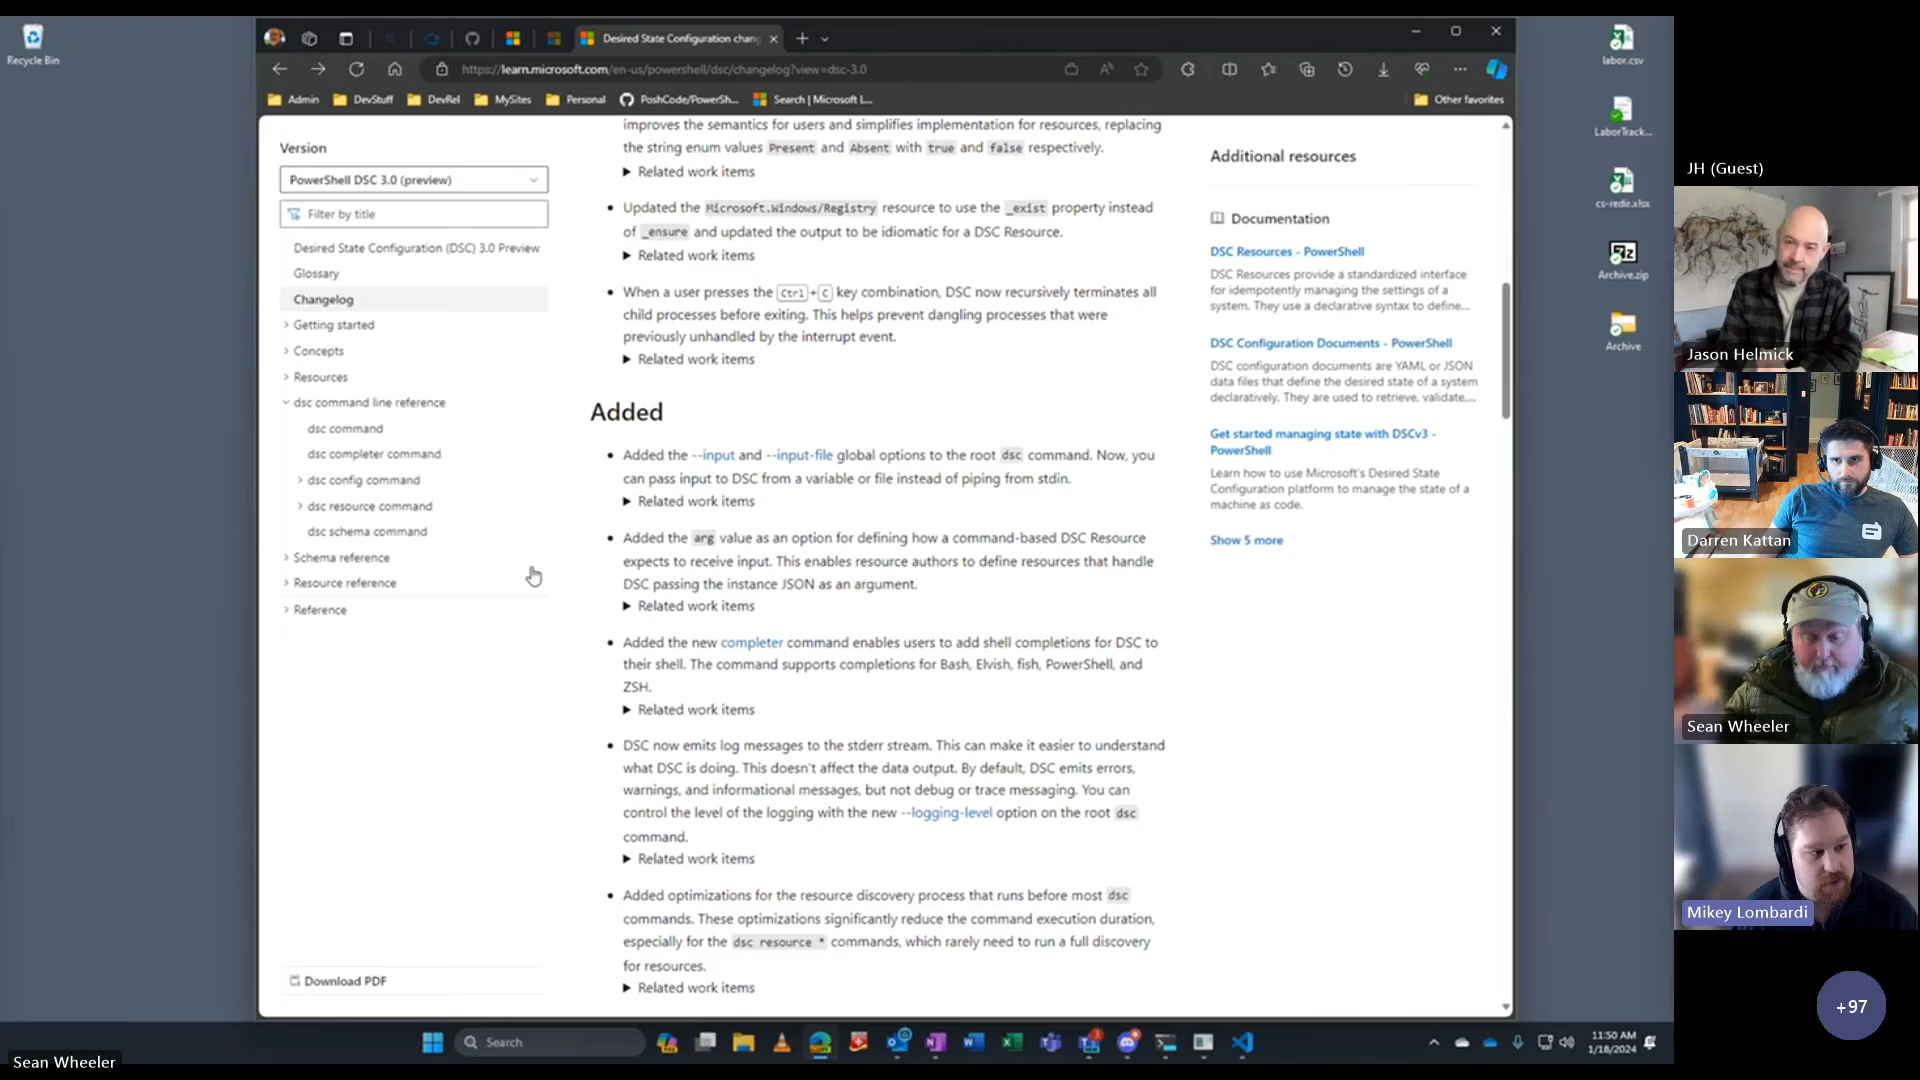 Recycle Bin
Desired State Configuration chang
https://learn.microsoft.com/en-us/powershell/dsc/changelog?view=dsc-3.0
Admin
DevStuff
DevRel
MySites
Personal
PoshCode/PowerSh...
Search | Microsoft L...
Other favorites
Version
PowerShell DSC 3.0 (preview)
Filter by title
Desired State Configuration (DSC) 3.0 Preview
Glossary
Changelog
Getting started
Concepts
Resources
dsc command line reference
dsc command
dsc completer command
dsc config command
dsc resource command
dsc schema command
Schema reference
Resource reference
Reference
Download PDF
improves the semantics for users and simplifies implementation for resources, replacing
the string enum values Present and Absent with true and false respectively.
Related work items
Updated the Microsoft.Windows/Registry resource to use the _exist property instead
of _ensure and updated the output to be idiomatic for a DSC Resource.
Related work items
When a user presses the Ctrl+C key combination, DSC now recursively terminates all
child processes before exiting. This helps prevent dangling processes that were
previously unhandled by the interrupt event.
Related work items
Added
Added the --input and --input-file global options to the root dsc command. Now, you
can pass input to DSC from a variable or file instead of piping from stdin.
Related work items
Added the arg value as an option for defining how a command-based DSC Resource
expects to receive input. This enables resource authors to define resources that handle
DSC passing the instance JSON as an argument.
Related work items
Added the new completer command enables users to add shell completions for DSC to
their shell. The command supports completions for Bash, Elvish, fish, PowerShell, and
ZSH.
Related work items
DSC now emits log messages to the stderr stream. This can make it easier to understand
what DSC is doing. This doesn't affect the data output. By default, DSC emits errors,
warnings, and informational messages, but not debug or trace messaging. You can
control the level of the logging with the new --logging-level option on the root dsc
command.
Related work items
Added optimizations for the resource discovery process that runs before most dsc
commands. These optimizations significantly reduce the command execution duration,
especially for the dsc resource * commands, which rarely need to run a full discovery
for resources.
Related work items
Additional resources
Documentation
DSC Resources - PowerShell
DSC Resources provide a standardized interface
for idempotently managing the settings of a
system. They use a declarative syntax to define...
DSC Configuration Documents - PowerShell
DSC configuration documents are YAML or JSON
data files that define the desired state of a system
declaratively. They are used to retrieve, validate,...
Get started managing state with DSCv3 -
PowerShell
Learn how to use Microsoft's Desired State
Configuration platform to manage the state of a
machine as code.
Show 5 more
labor.csv
LaborTrack...
cs-redir.xlsx
Archive.zip
Archive
JH (Guest)
Jason Helmick
Darren Kattan
Sean Wheeler
Mikey Lombardi
+97
Search
11:50 AM
1/18/2024
Sean Wheeler